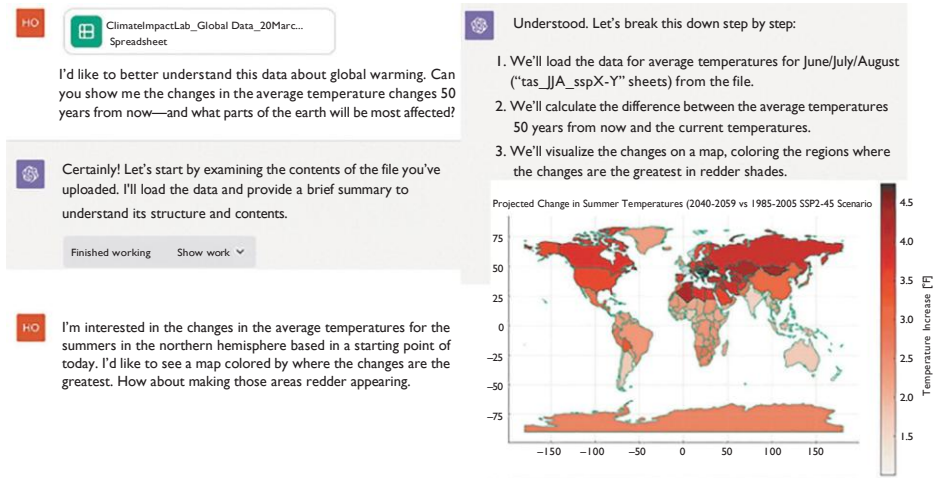 HO
ClimateImpactLab_Global Data_20Marc...
Spreadsheet
I'd like to better understand this data about global warming. Can
you show me the changes in the average temperature changes 50
years from now—and what parts of the earth will be most affected?
Certainly! Let's start by examining the contents of the file you've
uploaded. I'll load the data and provide a brief summary to
understand its structure and contents.
Finished working Show work
HO
I'm interested in the changes in the average temperatures for the
summers in the northern hemisphere based in a starting point of
today. I'd like to see a map colored by where the changes are the
greatest. How about making those areas redder appearing.
Understood. Let's break this down step by step:
1. We'll load the data for average temperatures for June/July/August
("tas_JJA_sspX-Y" sheets) from the file.
2. We'll calculate the difference between the average temperatures
50 years from now and the current temperatures.
3. We'll visualize the changes on a map, coloring the regions where
the changes are the greatest in redder shades.
Projected Change in Summer Temperatures (2040-2059 vs 1985-2005 SSP2-45 Scenario
75
50
25
0
−25
−50
−75
−150 −100 −50 0 50 100 150
4.5
4.0
3.5
3.0
2.5
2.0
1.5
Temperature Increase [°F]